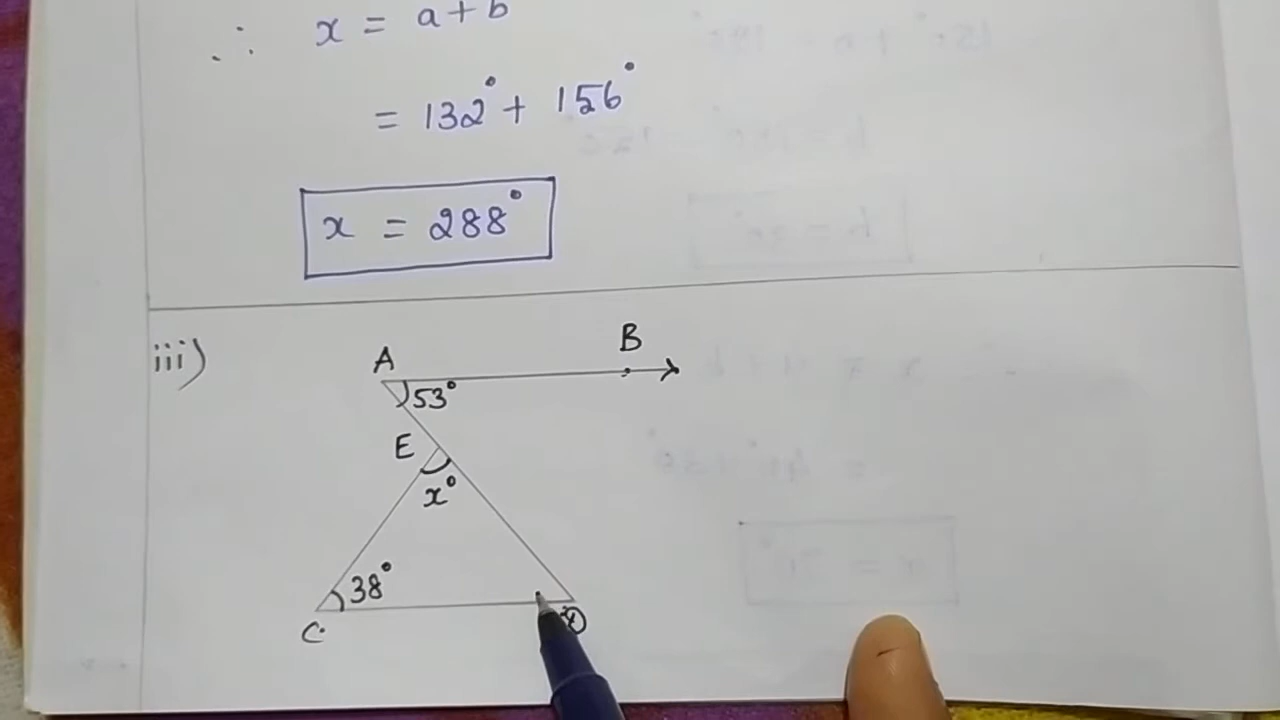 ∴ x = a + b
= 132° + 156°
x = 288°
iii)
A B
53°
E
x°
38°
C D